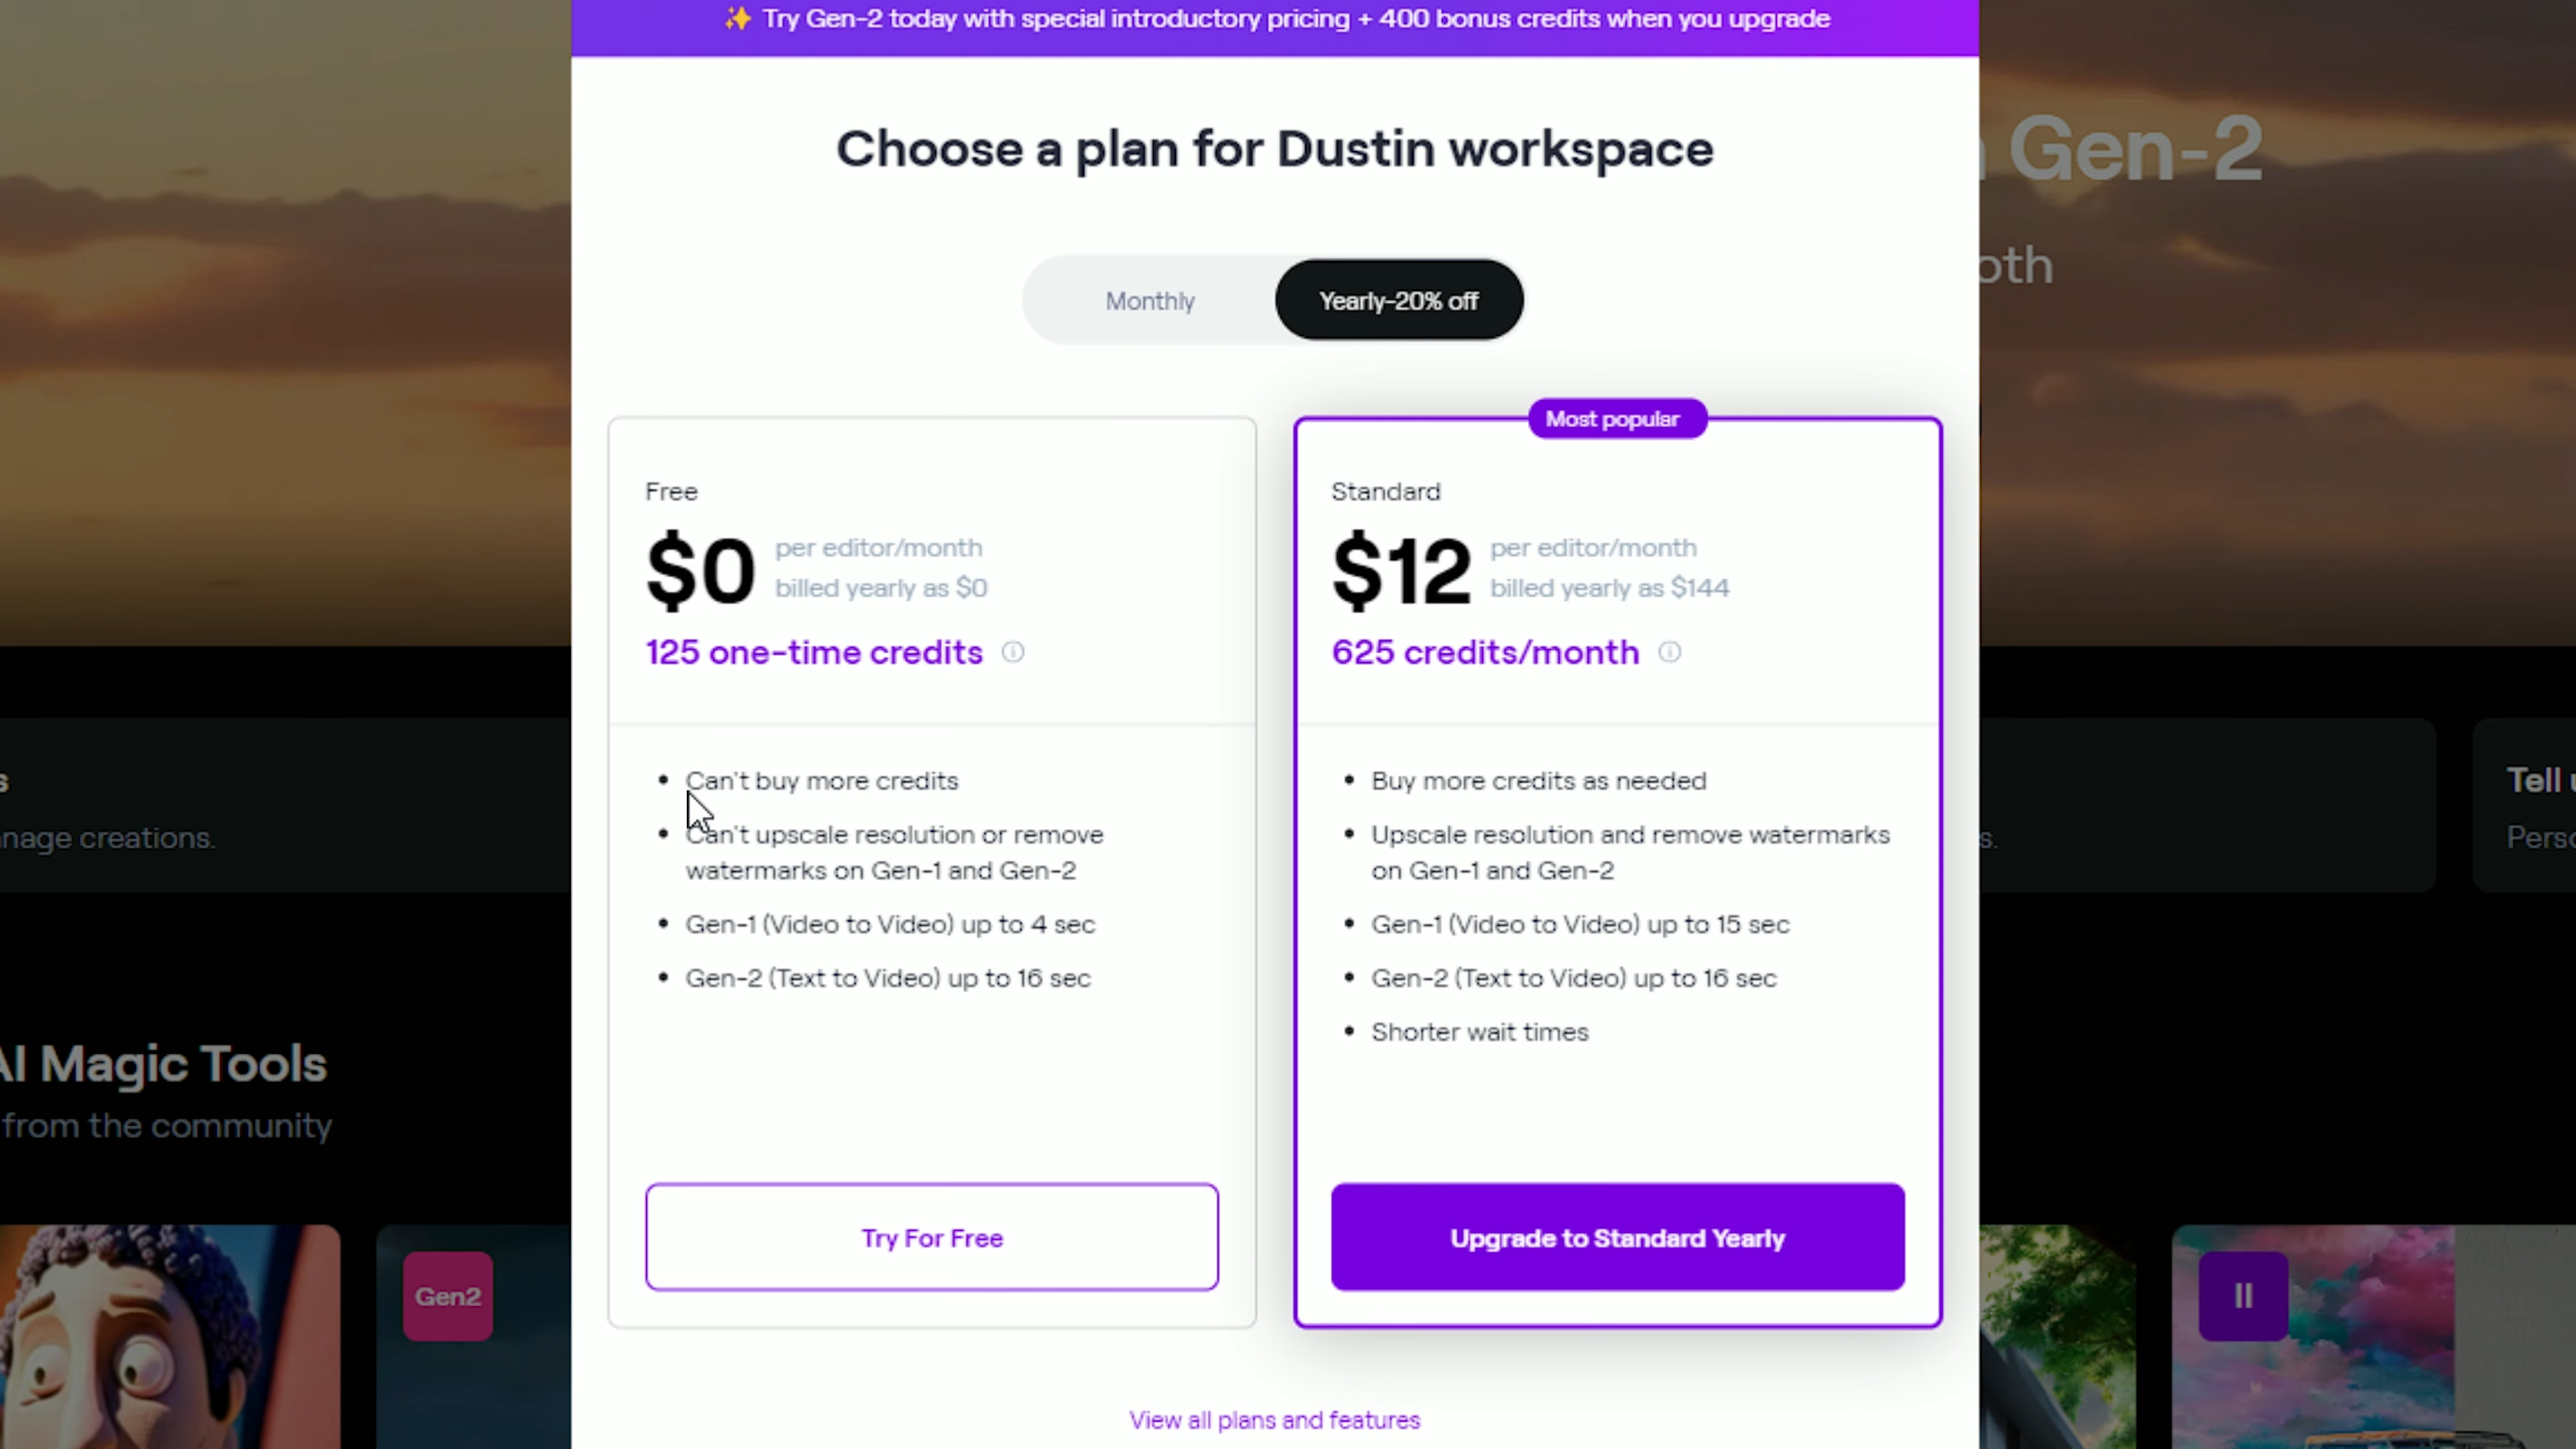 ✨ Try Gen-2 today with special introductory pricing + 400 bonus credits when you upgrade
Choose a plan for Dustin workspace
Gen-2
oth
Monthly
Yearly-20% off
Most popular
Free
$0
per editor/month
billed yearly as $0
125 one-time credits
Standard
$12
per editor/month
billed yearly as $144
625 credits/month
• Can't buy more credits
• Can't upscale resolution or remove
watermarks on Gen-1 and Gen-2
• Gen-1 (Video to Video) up to 4 sec
• Gen-2 (Text to Video) up to 16 sec
• Buy more credits as needed
• Upscale resolution and remove watermarks
on Gen-1 and Gen-2
• Gen-1 (Video to Video) up to 15 sec
• Gen-2 (Text to Video) up to 16 sec
• Shorter wait times
Try For Free
Upgrade to Standard Yearly
View all plans and features
s
nage creations.
s.
Tell
Perso
AI Magic Tools
from the community
Gen2